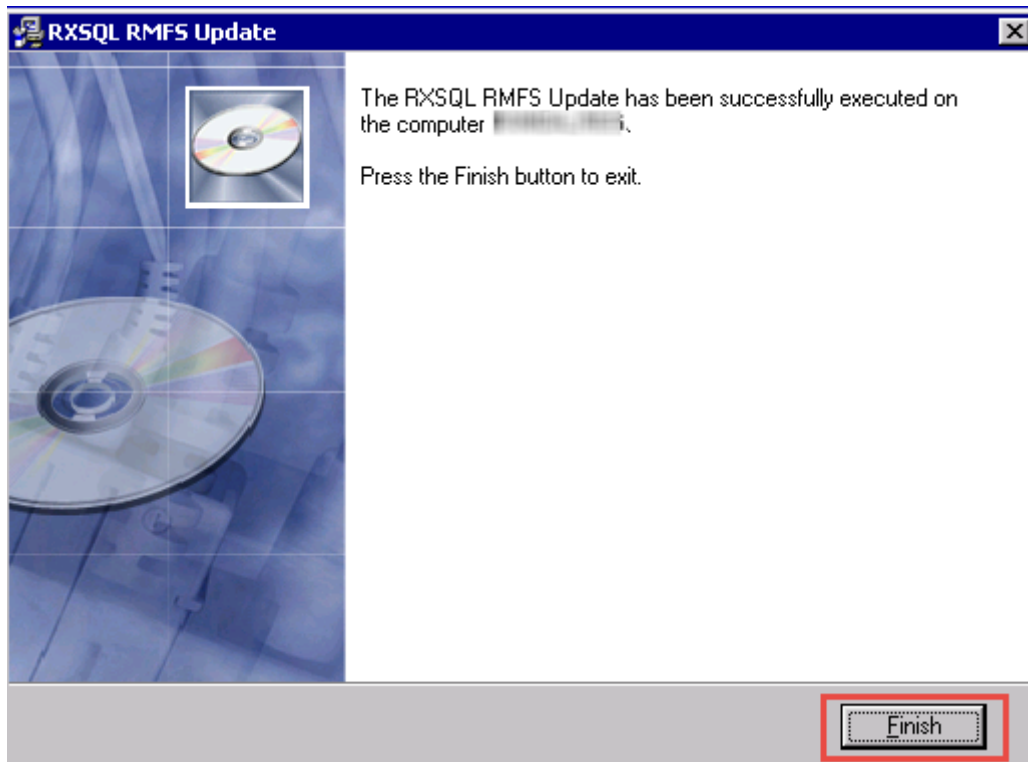 RXSQL RMFS Update
The RXSQL RMFS Update has been successfully executed on
the computer
Press the Finish button to exit.
Finish